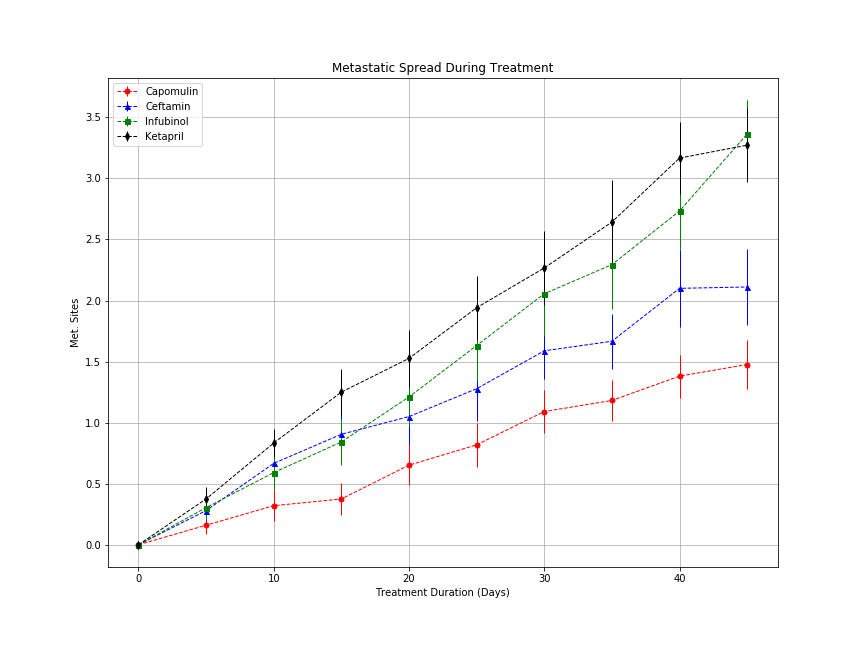 Metastatic Spread During Treatment
Capomulin
Ceftamin
Infubinol
Ketapril
3.5
3.0
2.5
2.0
1.5
1.0
0.5
0.0
Met. Sites
0 10 20 30 40
Treatment Duration (Days)